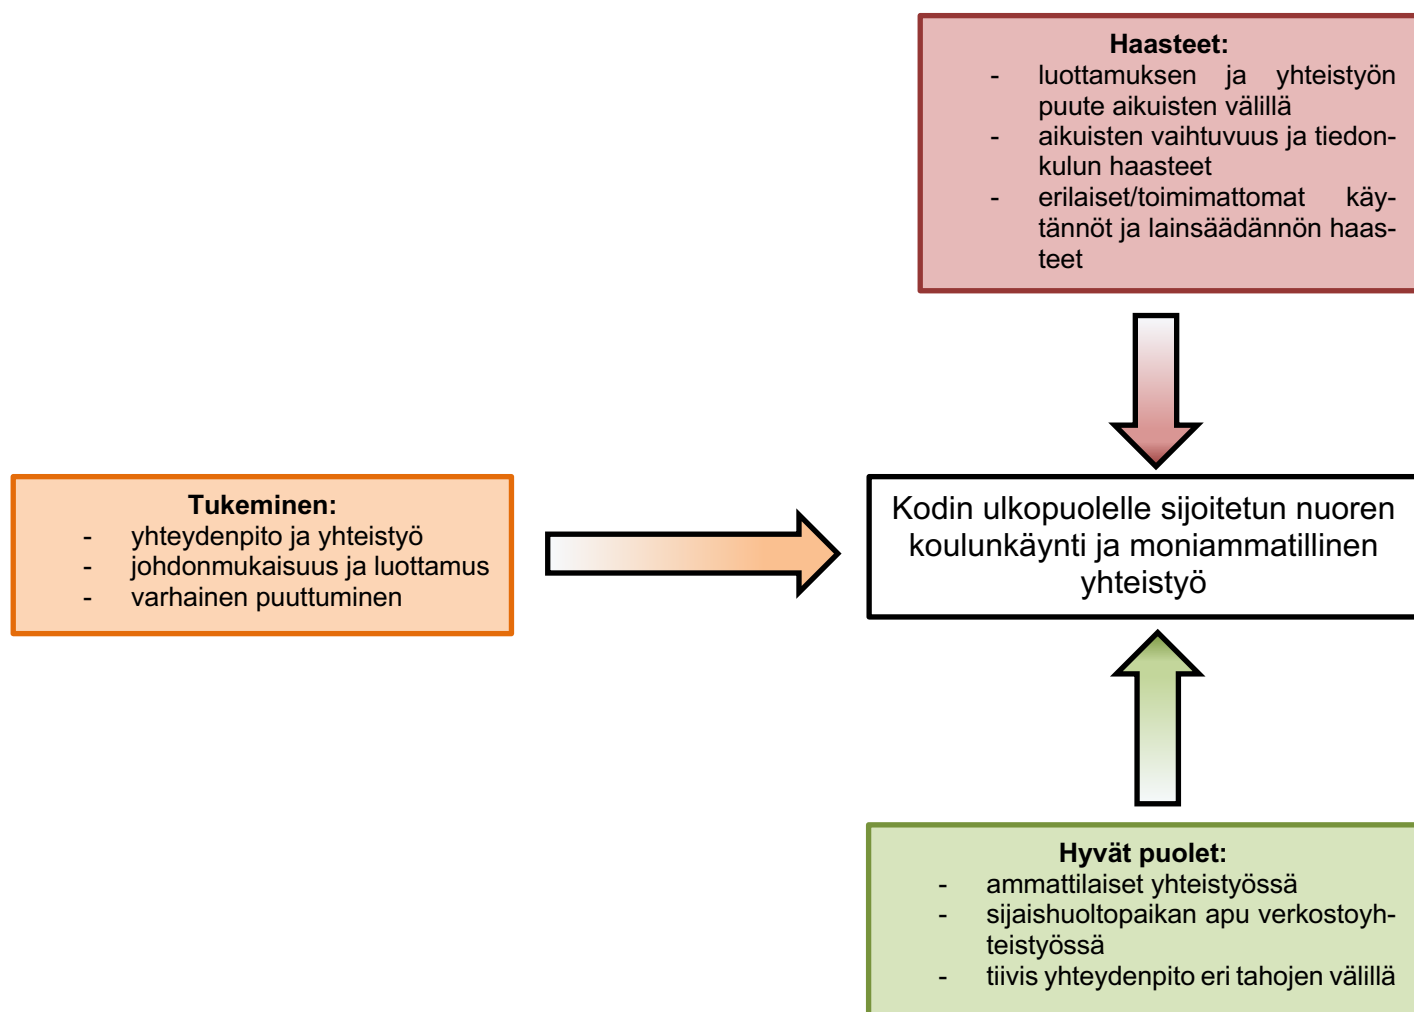 Haasteet:
- luottamuksen ja yhteistyön
puute aikuisten välillä
- aikuisten vaihtuvuus ja tiedon-
kulun haasteet
- erilaiset/toimimattomat käy-
tännöt ja lainsäädännön haas-
teet
Tukeminen:
- yhteydenpito ja yhteistyö
- johdonmukaisuus ja luottamus
- varhainen puuttuminen
Kodin ulkopuolelle sijoitetun nuoren
koulunkäynti ja moniammatillinen
yhteistyö
Hyvät puolet:
- ammattilaiset yhteistyössä
- sijaishuoltopaikan apu verkostoyh-
teistyössä
- tiivis yhteydenpito eri tahojen välillä